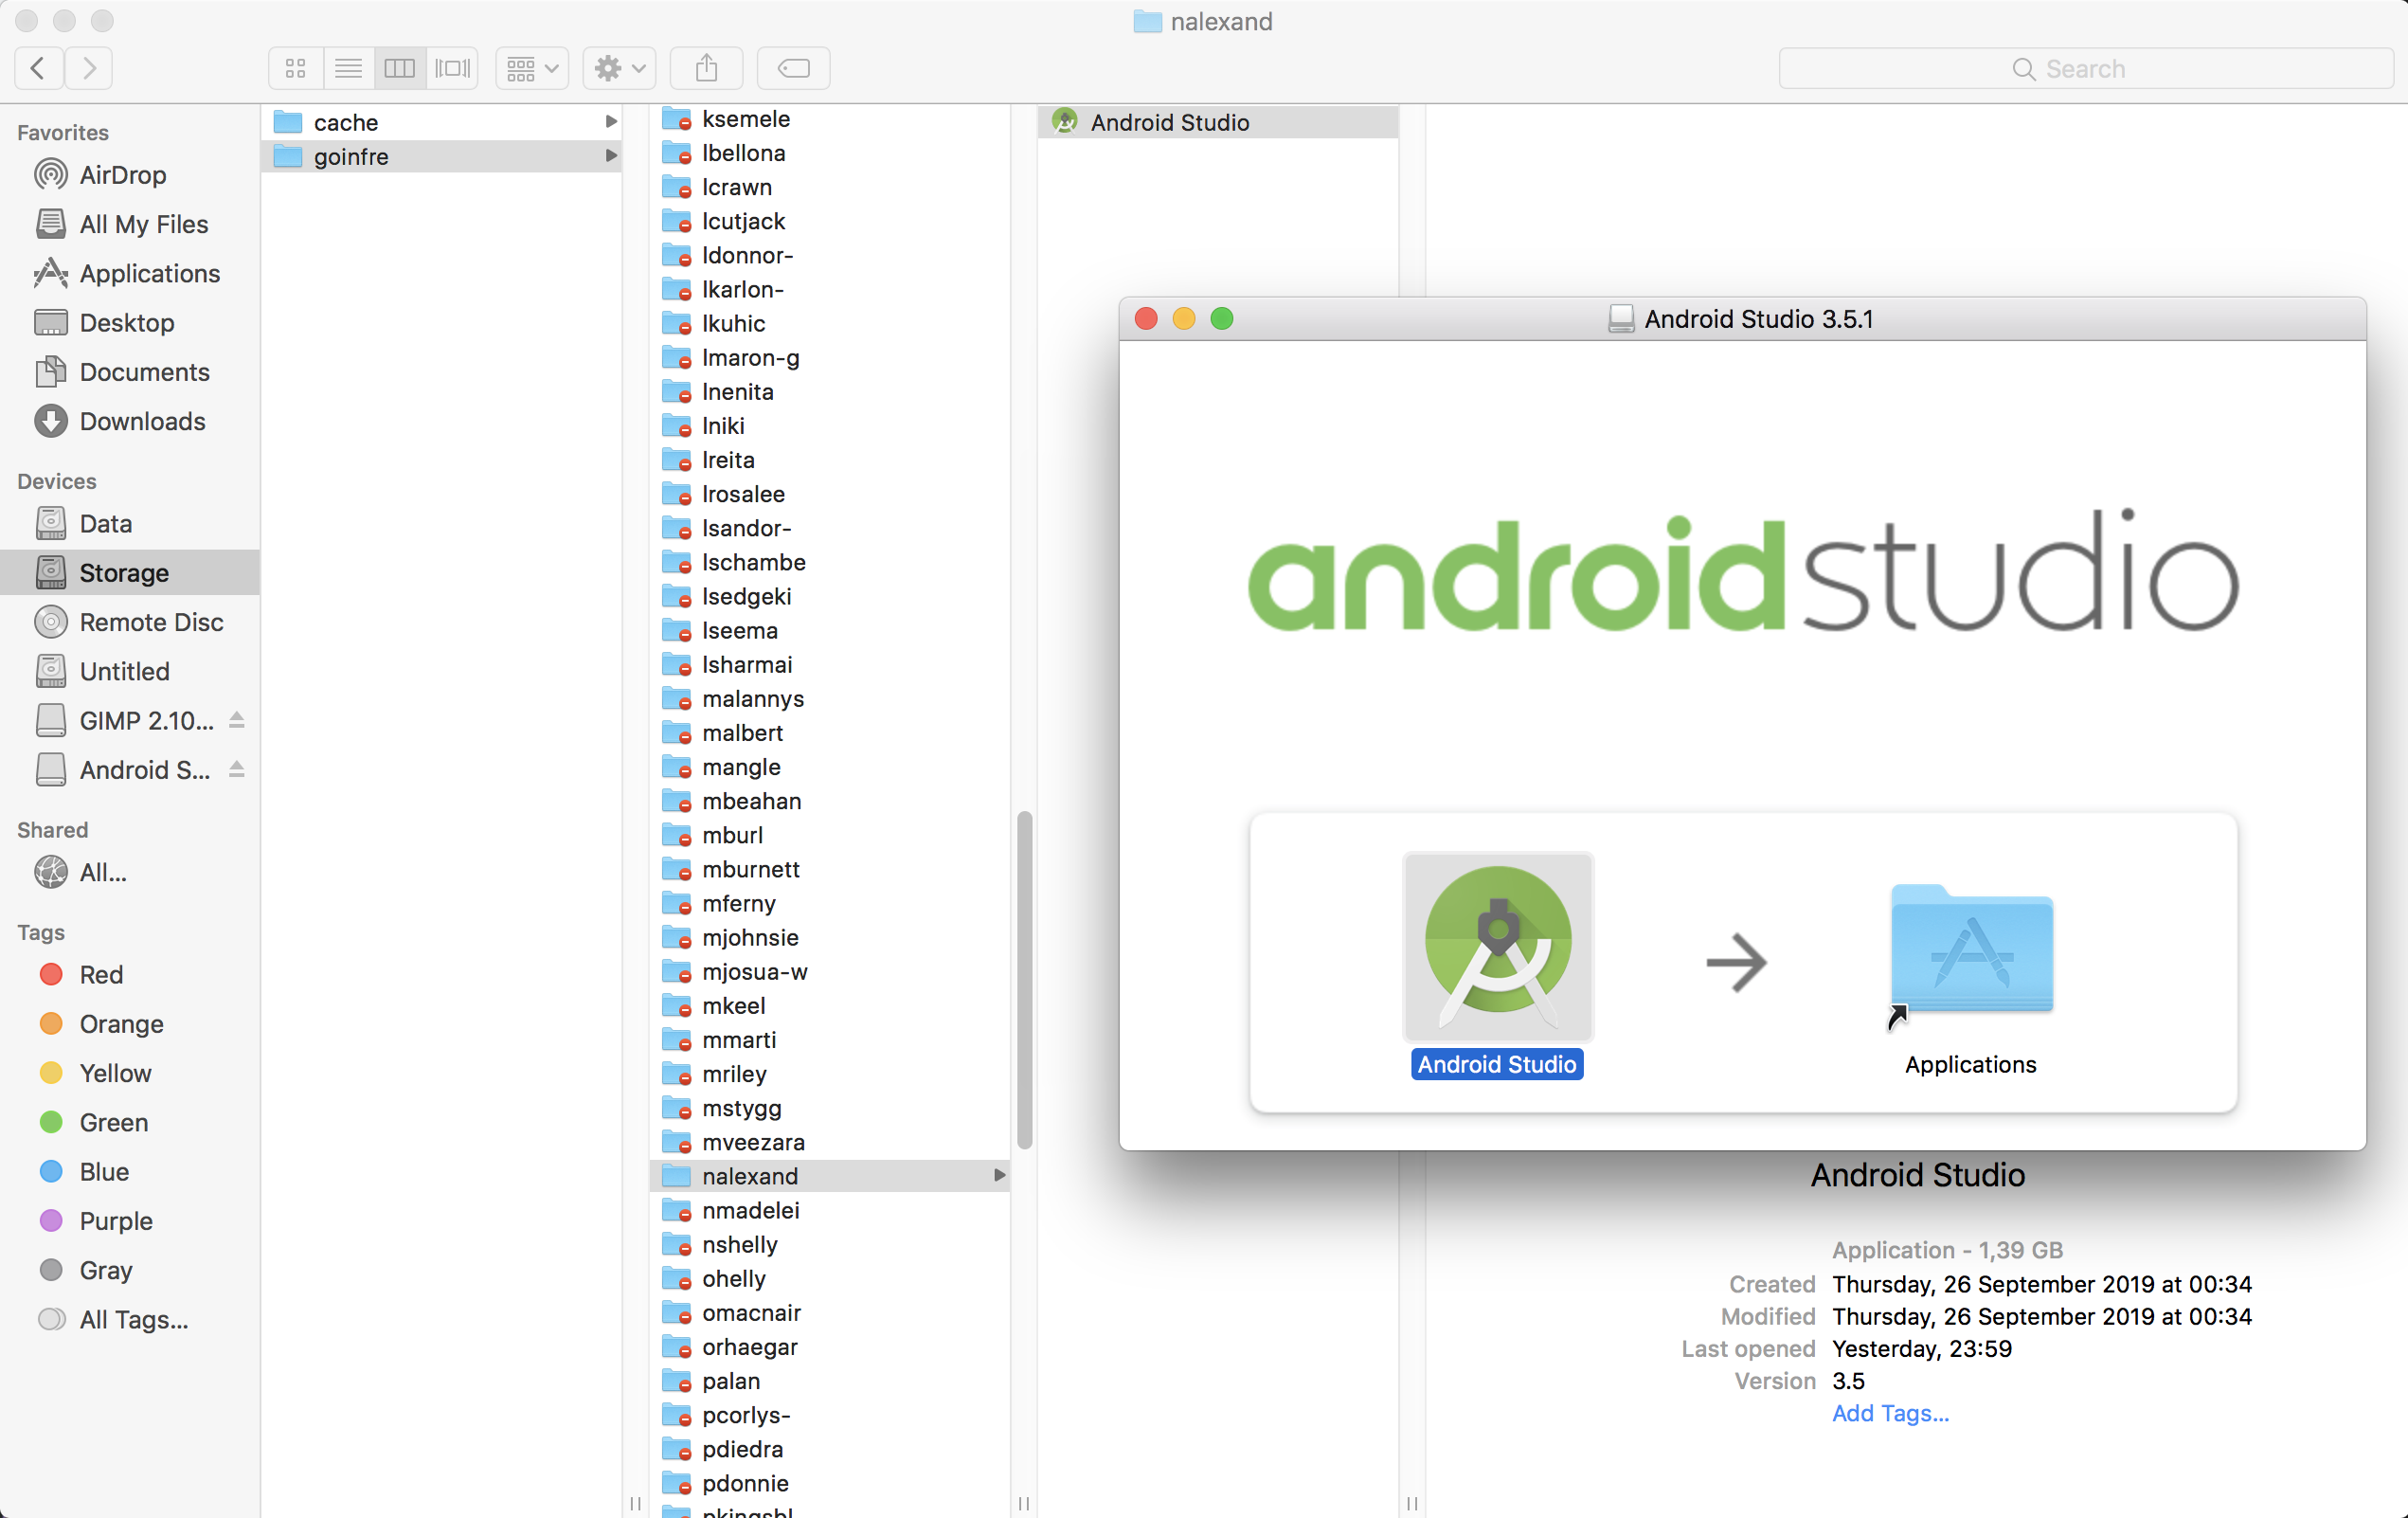 nalexand
Search
Favorites
AirDrop
All My Files
Applications
Desktop
Documents
Downloads
Devices
Data
Storage
Remote Disc
Untitled
GIMP 2.10...
Android S...
Shared
All...
Tags
Red
Orange
Yellow
Green
Blue
Purple
Gray
All Tags...
cache
goinfre
ksemele
lbellona
lcrawn
lcutjack
ldonnor-
lkarlon-
lkuhic
lmaron-g
lnenita
lniki
lreita
lrosalee
lsandor-
lschambe
lsedgeki
lseema
lsharmai
malannys
malbert
mangle
mbeahan
mburl
mburnett
mferny
mjohnsie
mjosua-w
mkeel
mmarti
mriley
mstygg
mveezara
nalexand
nmadelei
nshelly
ohelly
omacnair
orhaegar
palan
pcorlys-
pdiedra
pdonnie
Android Studio
Android Studio 3.5.1
androidstudio
Android Studio
Applications
Android Studio
Application - 1,39 GB
Created Thursday, 26 September 2019 at 00:34
Modified Thursday, 26 September 2019 at 00:34
Last opened Yesterday, 23:59
Version 3.5
Add Tags...